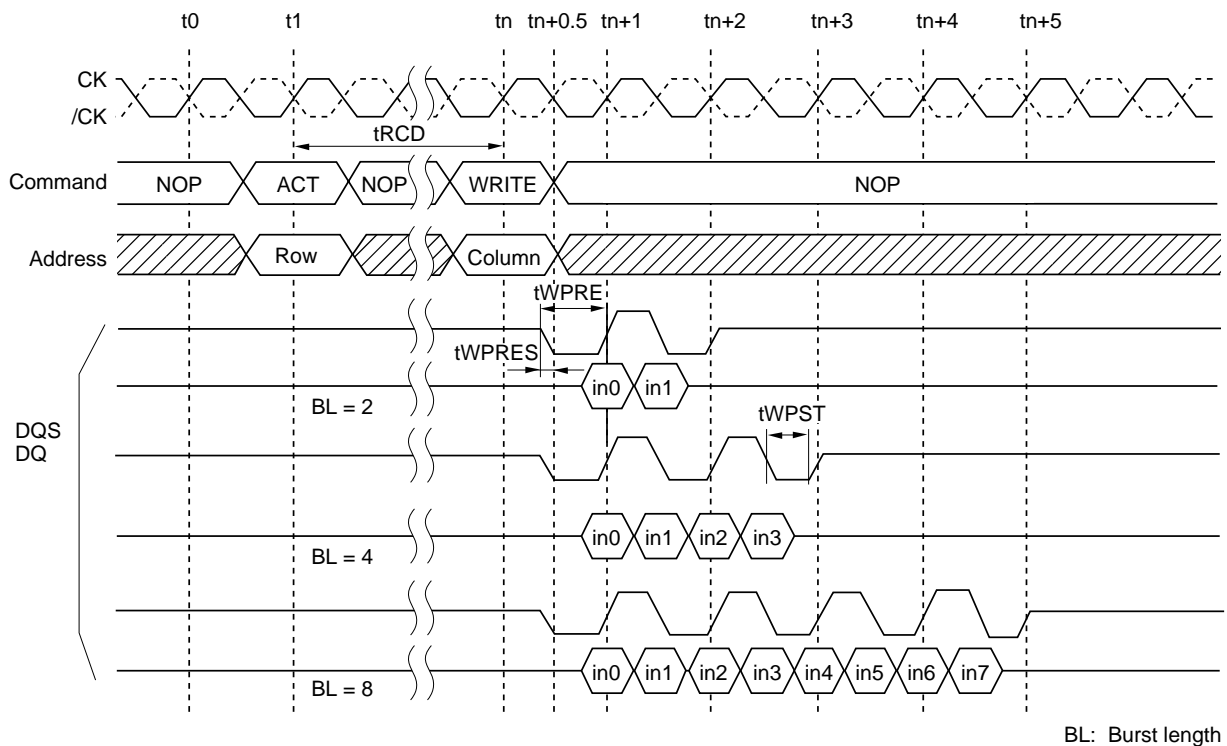 t0 t1 tn tn+0.5 tn+1 tn+2 tn+3 tn+4 tn+5
CK
/CK
tRCD
Command NOP ACT NOP WRITE NOP
Address Row Column
tWPRE
tWPRES
in0 in1
BL = 2
tWPST
DQS
DQ
in0 in1 in2 in3
BL = 4
in0 in1 in2 in3 in4 in5 in6 in7
BL = 8
BL: Burst length